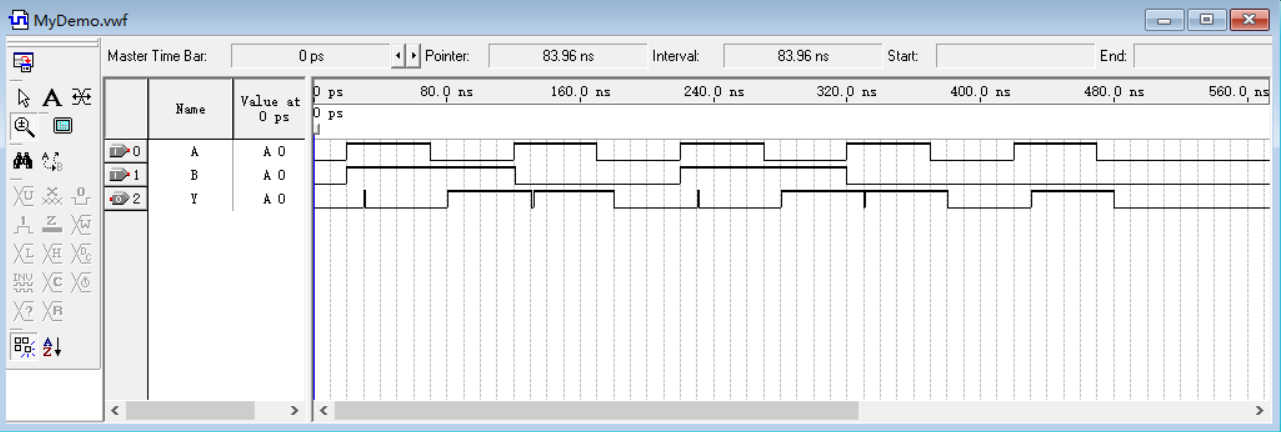 MyDemo.vwf
Master Time Bar: 0 ps Pointer: 83.96 ns Interval: 83.96 ns Start: End:
Name Value at 0 ps
0 ps 80.0 ns 160.0 ns 240.0 ns 320.0 ns 400.0 ns 480.0 ns 560.0 ns
0 ps
0 A A 0
1 B A 0
2 Y A 0